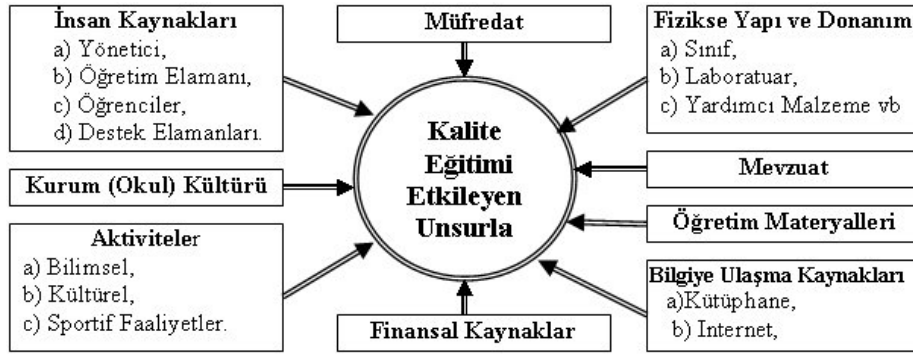 İnsan Kaynakları
a) Yönetici,
b) Öğretim Elamanı,
c) Öğrenciler,
d) Destek Elamanları.
Müfredat
Fizikse Yapı ve Donanım
a) Sınıf,
b) Laboratuar,
c) Yardımcı Malzeme vb
Kurum (Okul) Kültürü
Kalite
Eğitimi
Etkileyen
Unsurla
Mevzuat
Öğretim Materyalleri
Aktiviteler
a) Bilimsel,
b) Kültürel,
c) Sportif Faaliyetler.
Finansal Kaynaklar
Bilgiye Ulaşma Kaynakları
a)Kütüphane,
b) Internet,